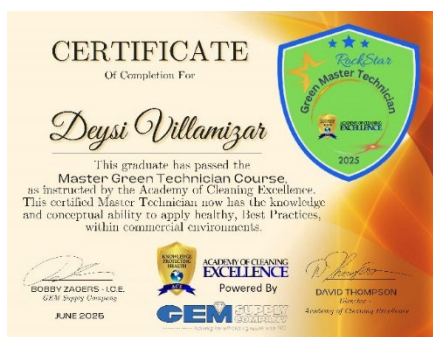 CERTIFICATE
Of Completion For
RockStar
Green Master Technician
ACADEMY OF CLEANING
EXCELLENCE
2025
Deysi Villamizar
This graduate has passed the
Master Green Technician Course,
as instructed by the Academy of Cleaning Excellence.
This certified Master Technician now has the knowledge
and conceptual ability to apply healthy, Best Practices,
within commercial environments.
KNOWLEDGE
PROTECTING
HEALTH
ACE
ACADEMY OF CLEANING
EXCELLENCE
Powered By
GEM SUPPLY
COMPANY
BOBBY ZAGERS - I.C.E.
GEM Supply Company
JUNE 2025
DAVID THOMPSON
Director -
Academy of Cleaning Excellence